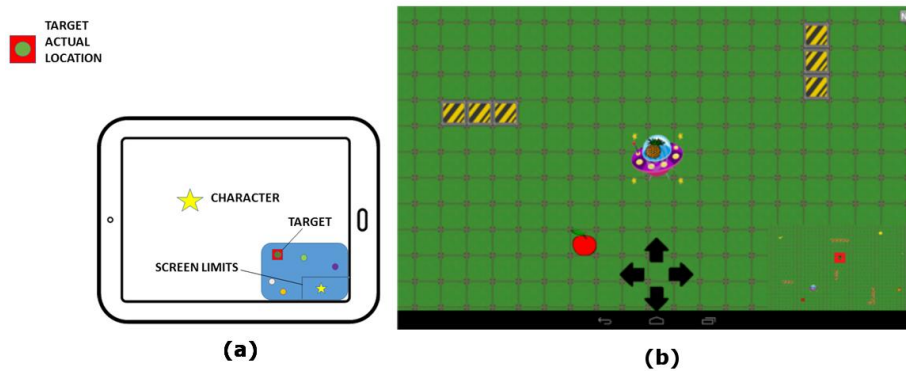 TARGET
ACTUAL
LOCATION
CHARACTER
TARGET
SCREEN LIMITS
(a)
(b)